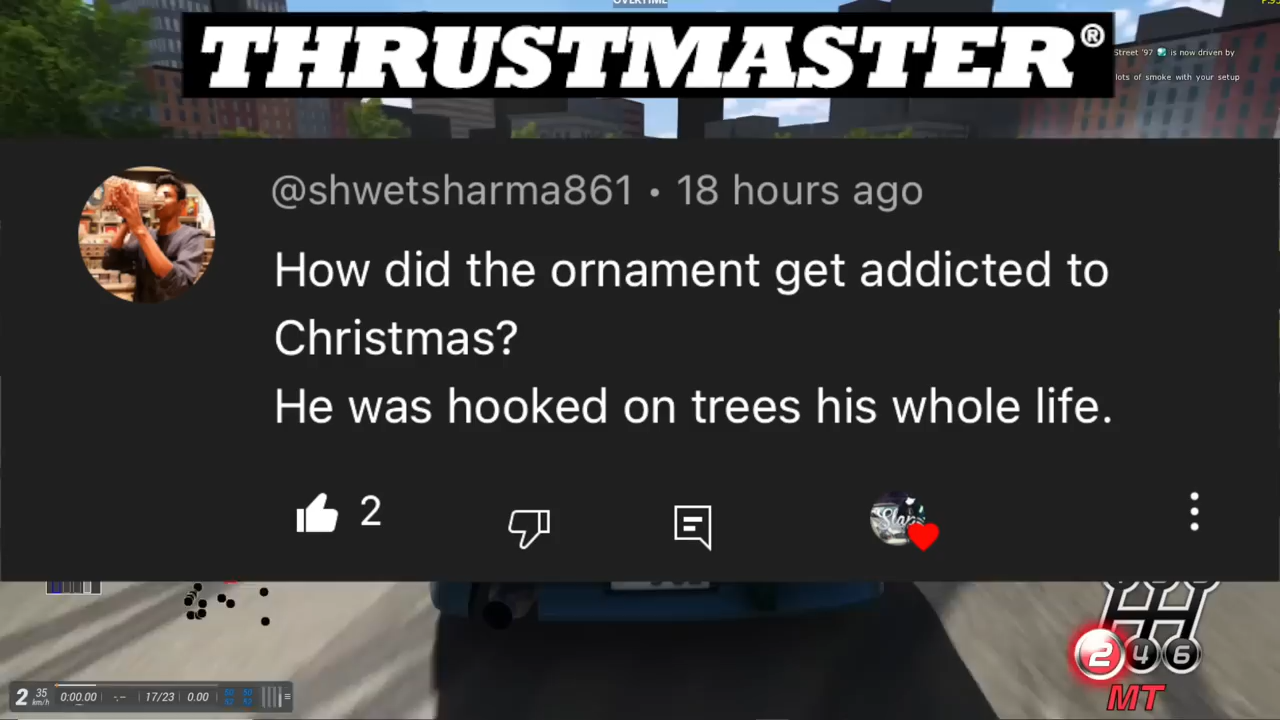 OVERTIME
THRUSTMASTER®
Street '97 is now driven by
lots of smoke with your setup
@shwetsharma861 • 18 hours ago
How did the ornament get addicted to
Christmas?
He was hooked on trees his whole life.
2
2 4 6
MT
2 35 km/h 0:00.00 -.-- 17/23 0.00